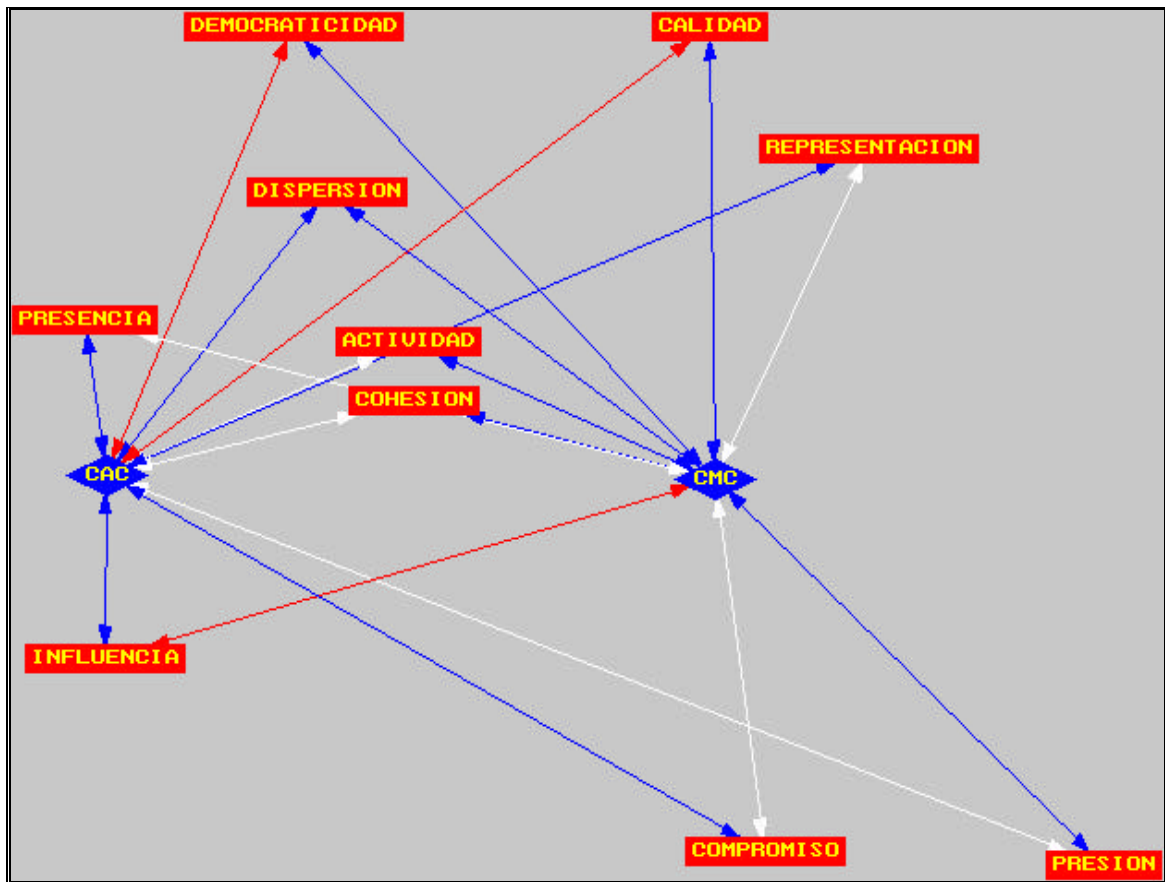 DEMOCRATICIDAD
CALIDAD
REPRESENTACION
DISPERSION
PRESENCIA
ACTIVIDAD
COHESION
CAC
CMC
INFLUENCIA
COMPROMISO
PRESION